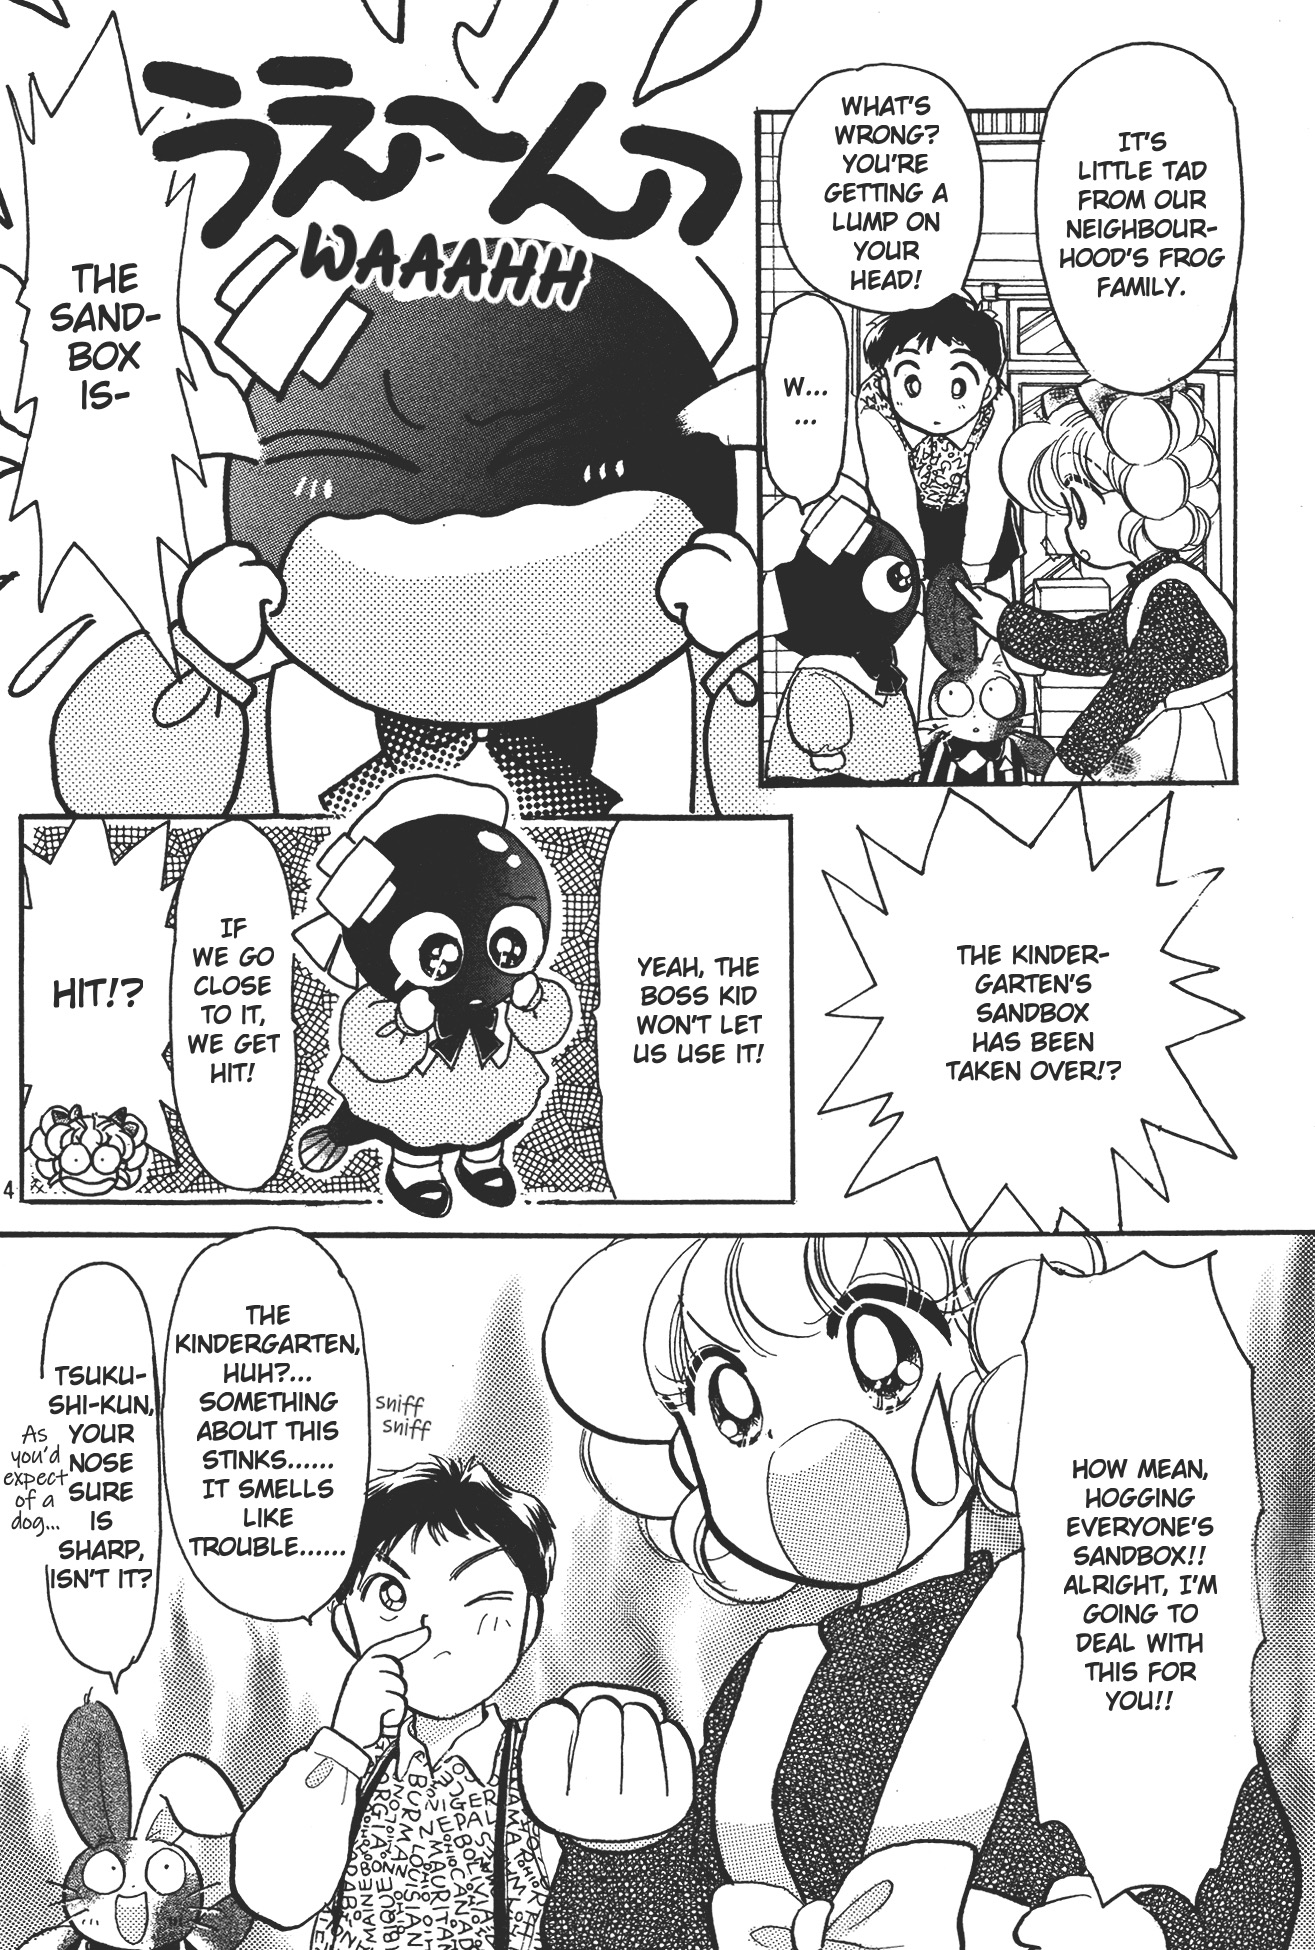 IT'S
LITTLE TAD
FROM OUR
NEIGHBOUR-
HOOD'S FROG
FAMILY.
WHAT'S
WRONG?
YOU'RE
GETTING A
LUMP ON
YOUR
HEAD!
W...
...
うえ〜んっ
WAAAHH
THE
SAND-
BOX
IS-
THE KINDER-
GARTEN'S
SANDBOX
HAS BEEN
TAKEN OVER!?
YEAH, THE
BOSS KID
WON'T LET
US USE IT!
IF
WE GO
CLOSE
TO IT,
WE GET
HIT!
HIT!?
4
HOW MEAN,
HOGGING
EVERYONE'S
SANDBOX!!
ALRIGHT, I'M
GOING TO
DEAL WITH
THIS FOR
YOU!!
sniff
sniff
THE
KINDERGARTEN,
HUH?...
SOMETHING
ABOUT THIS
STINKS......
IT SMELLS
LIKE
TROUBLE......
TSUKU-
SHI-KUN,
YOUR
NOSE
SURE
IS
SHARP,
ISN'T IT?
As
you'd
expect
of a
dog...